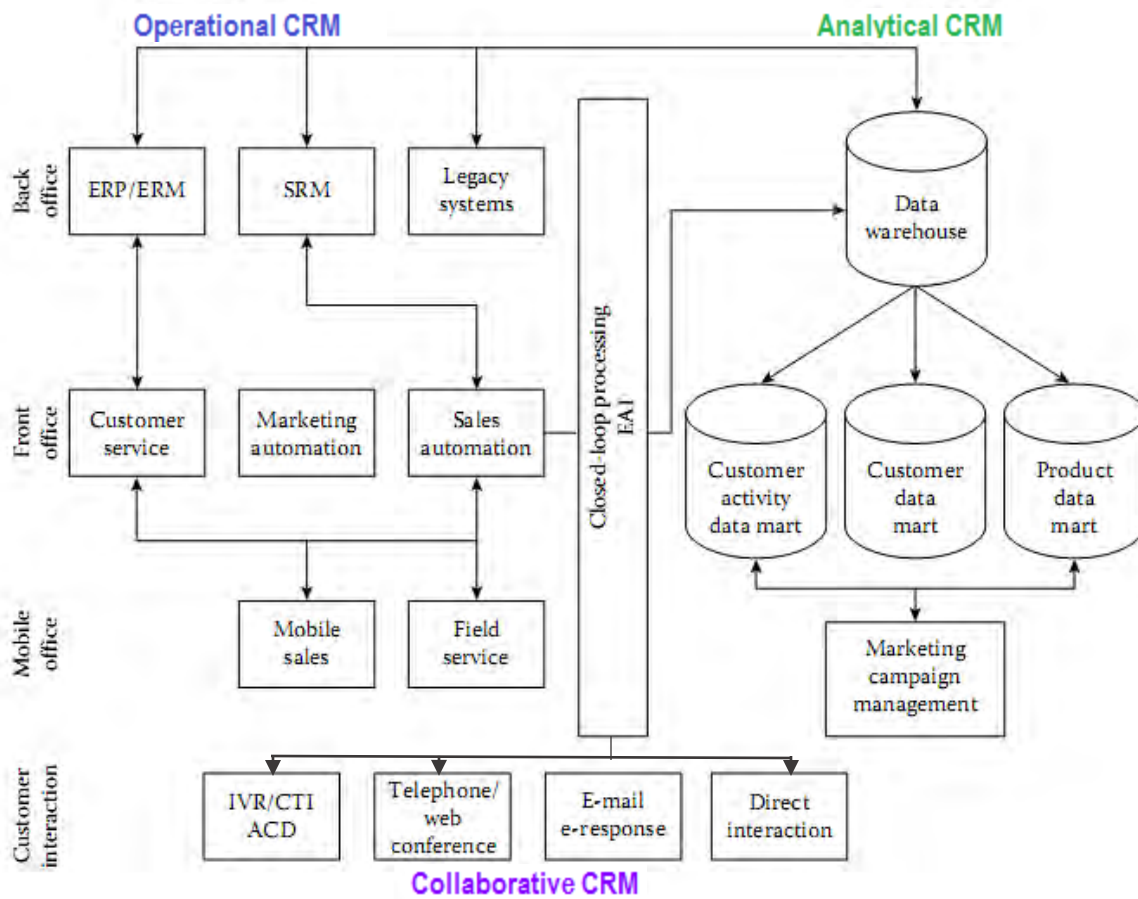 Operational CRM
Analytical CRM
Back
office
ERP/ERM
SRM
Legacy
systems
Data
warehouse
Closed-loop processing
EAI
Front
office
Customer
service
Marketing
automation
Sales
automation
Customer
activity
data mart
Customer
data
mart
Product
data
mart
Mobile
office
Mobile
sales
Field
service
Marketing
campaign
management
Customer
interaction
IVR/CTI
ACD
Telephone/
web
conference
E-mail
e-response
Direct
interaction
Collaborative CRM